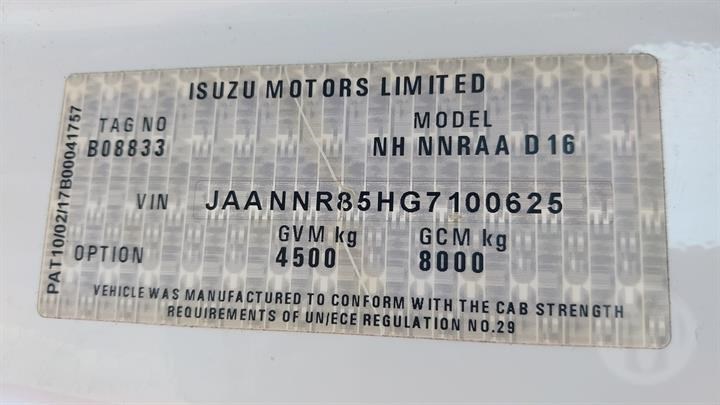 ISUZU MOTORS LIMITED
TAG NO
B08833
MODEL
NH NNRAA D16
VIN JAANNR85HG7100625
OPTION
GVM kg
4500
GCM kg
8000
VEHICLE WAS MANUFACTURED TO CONFORM WITH THE CAB STRENGTH
REQUIREMENTS OF UN/ECE REGULATION NO.29
PAT10/02/17B00041757